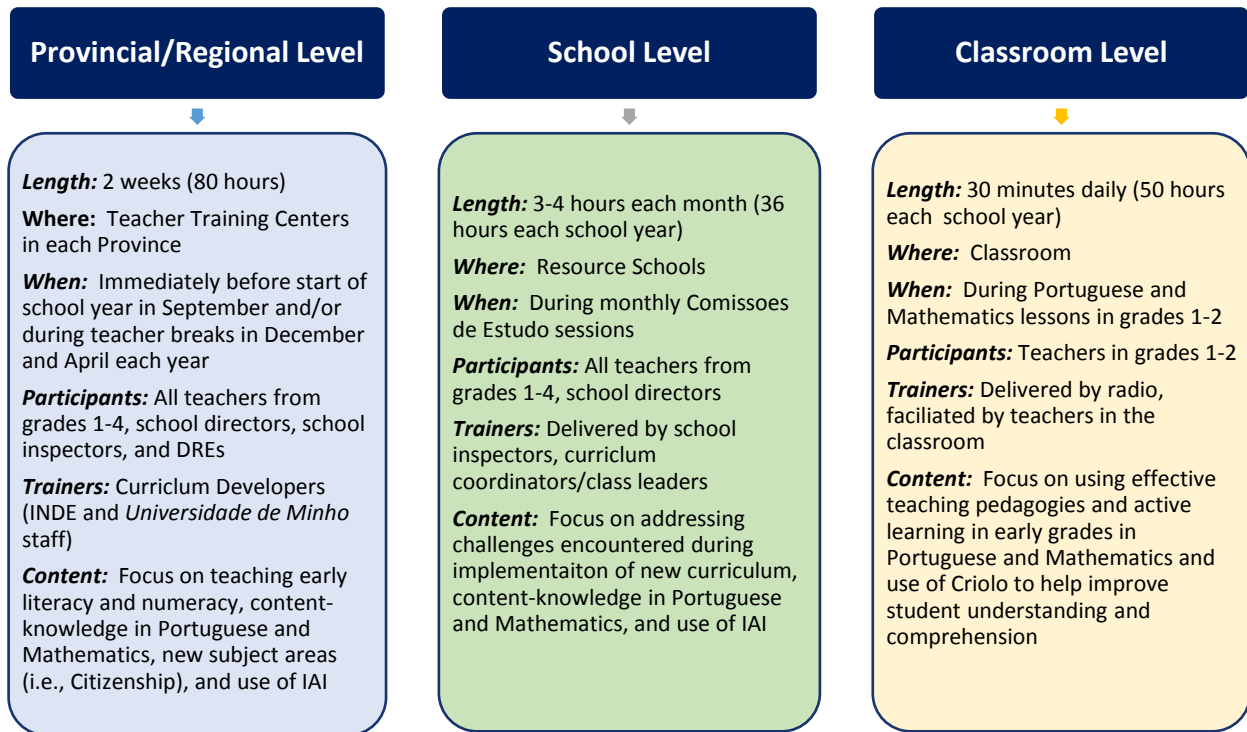 Provincial/Regional Level
Length: 2 weeks (80 hours)
Where: Teacher Training Centers
in each Province
When: Immediately before start of
school year in September and/or
during teacher breaks in December
and April each year
Participants: All teachers from
grades 1-4, school directors, school
inspectors, and DREs
Trainers: Curriclum Developers
(INDE and Universidade de Minho
staff)
Content: Focus on teaching early
literacy and numeracy, content-
knowledge in Portuguese and
Mathematics, new subject areas
(i.e., Citizenship), and use of IAI
School Level
Length: 3-4 hours each month (36
hours each school year)
Where: Resource Schools
When: During monthly Comissoes
de Estudo sessions
Participants: All teachers from
grades 1-4, school directors
Trainers: Delivered by school
inspectors, curriclum
coordinators/class leaders
Content: Focus on addressing
challenges encountered during
implementaiton of new curriculum,
content-knowledge in Portuguese
and Mathematics, and use of IAI
Classroom Level
Length: 30 minutes daily (50 hours
each school year)
Where: Classroom
When: During Portuguese and
Mathematics lessons in grades 1-2
Participants: Teachers in grades 1-2
Trainers: Delivered by radio,
faciliated by teachers in the
classroom
Content: Focus on using effective
teaching pedagogies and active
learning in early grades in
Portuguese and Mathematics and
use of Criolo to help improve
student understanding and
comprehension